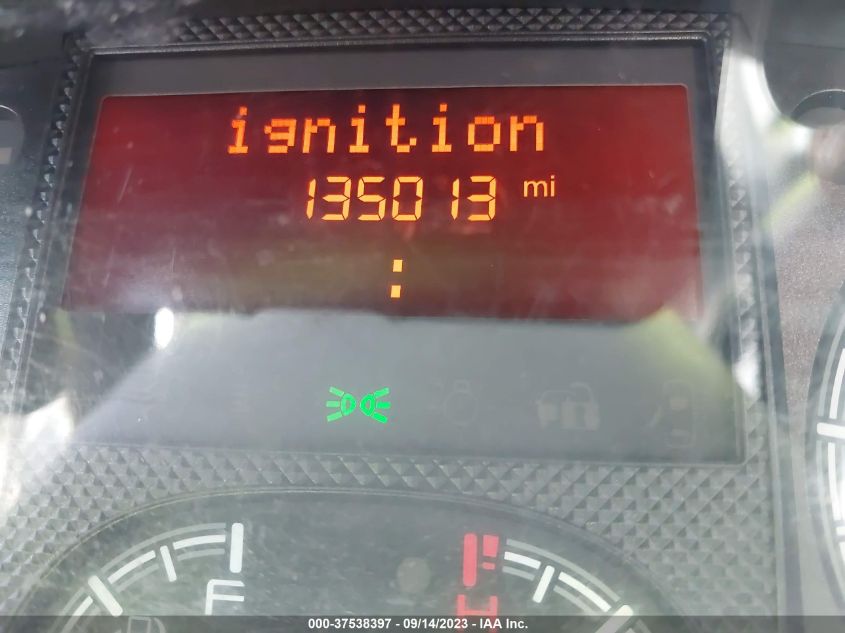 ignition
135013 mi
:
F
H
000-37538397 - 09/14/2023 - IAA Inc.